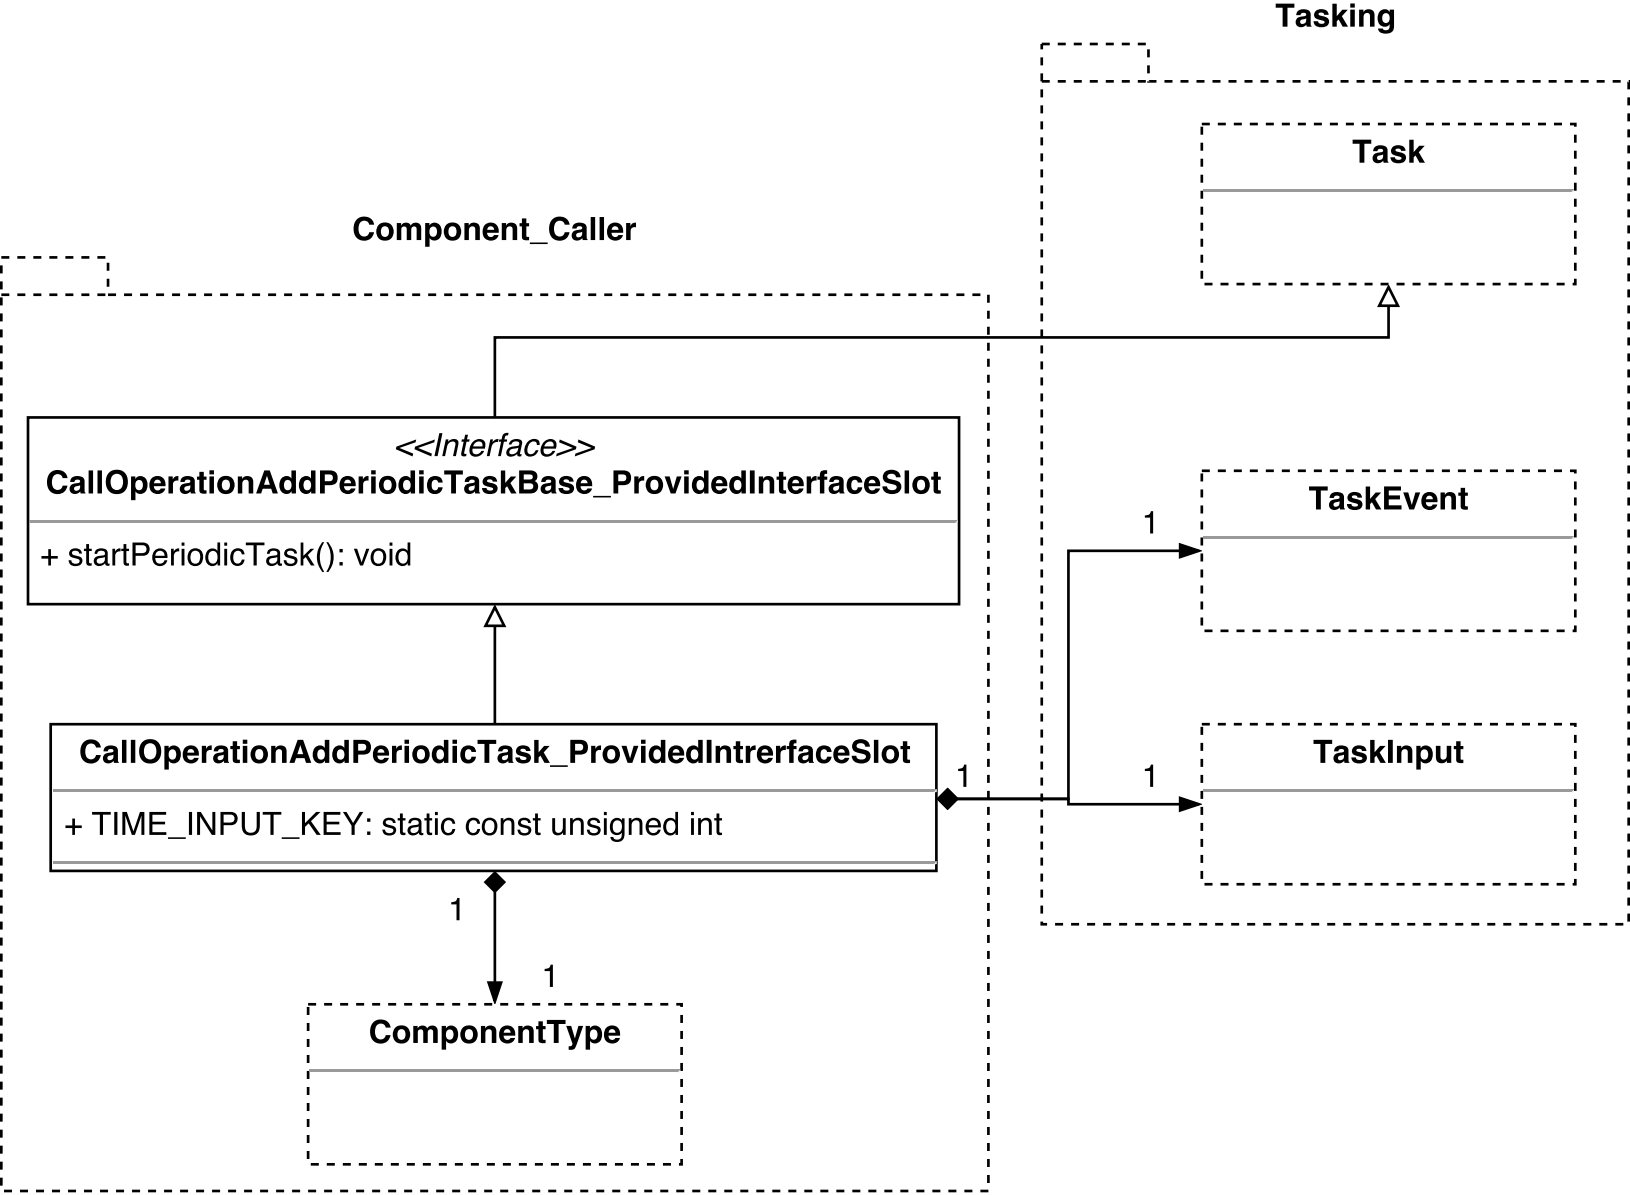 Tasking
Task
Component_Caller
<<Interface>>
CallOperationAddPeriodicTaskBase_ProvidedInterfaceSlot
+ startPeriodicTask(): void
TaskEvent
1
CallOperationAddPeriodicTask_ProvidedIntrerfaceSlot
+ TIME_INPUT_KEY: static const unsigned int
1
1
TaskInput
1
1
ComponentType